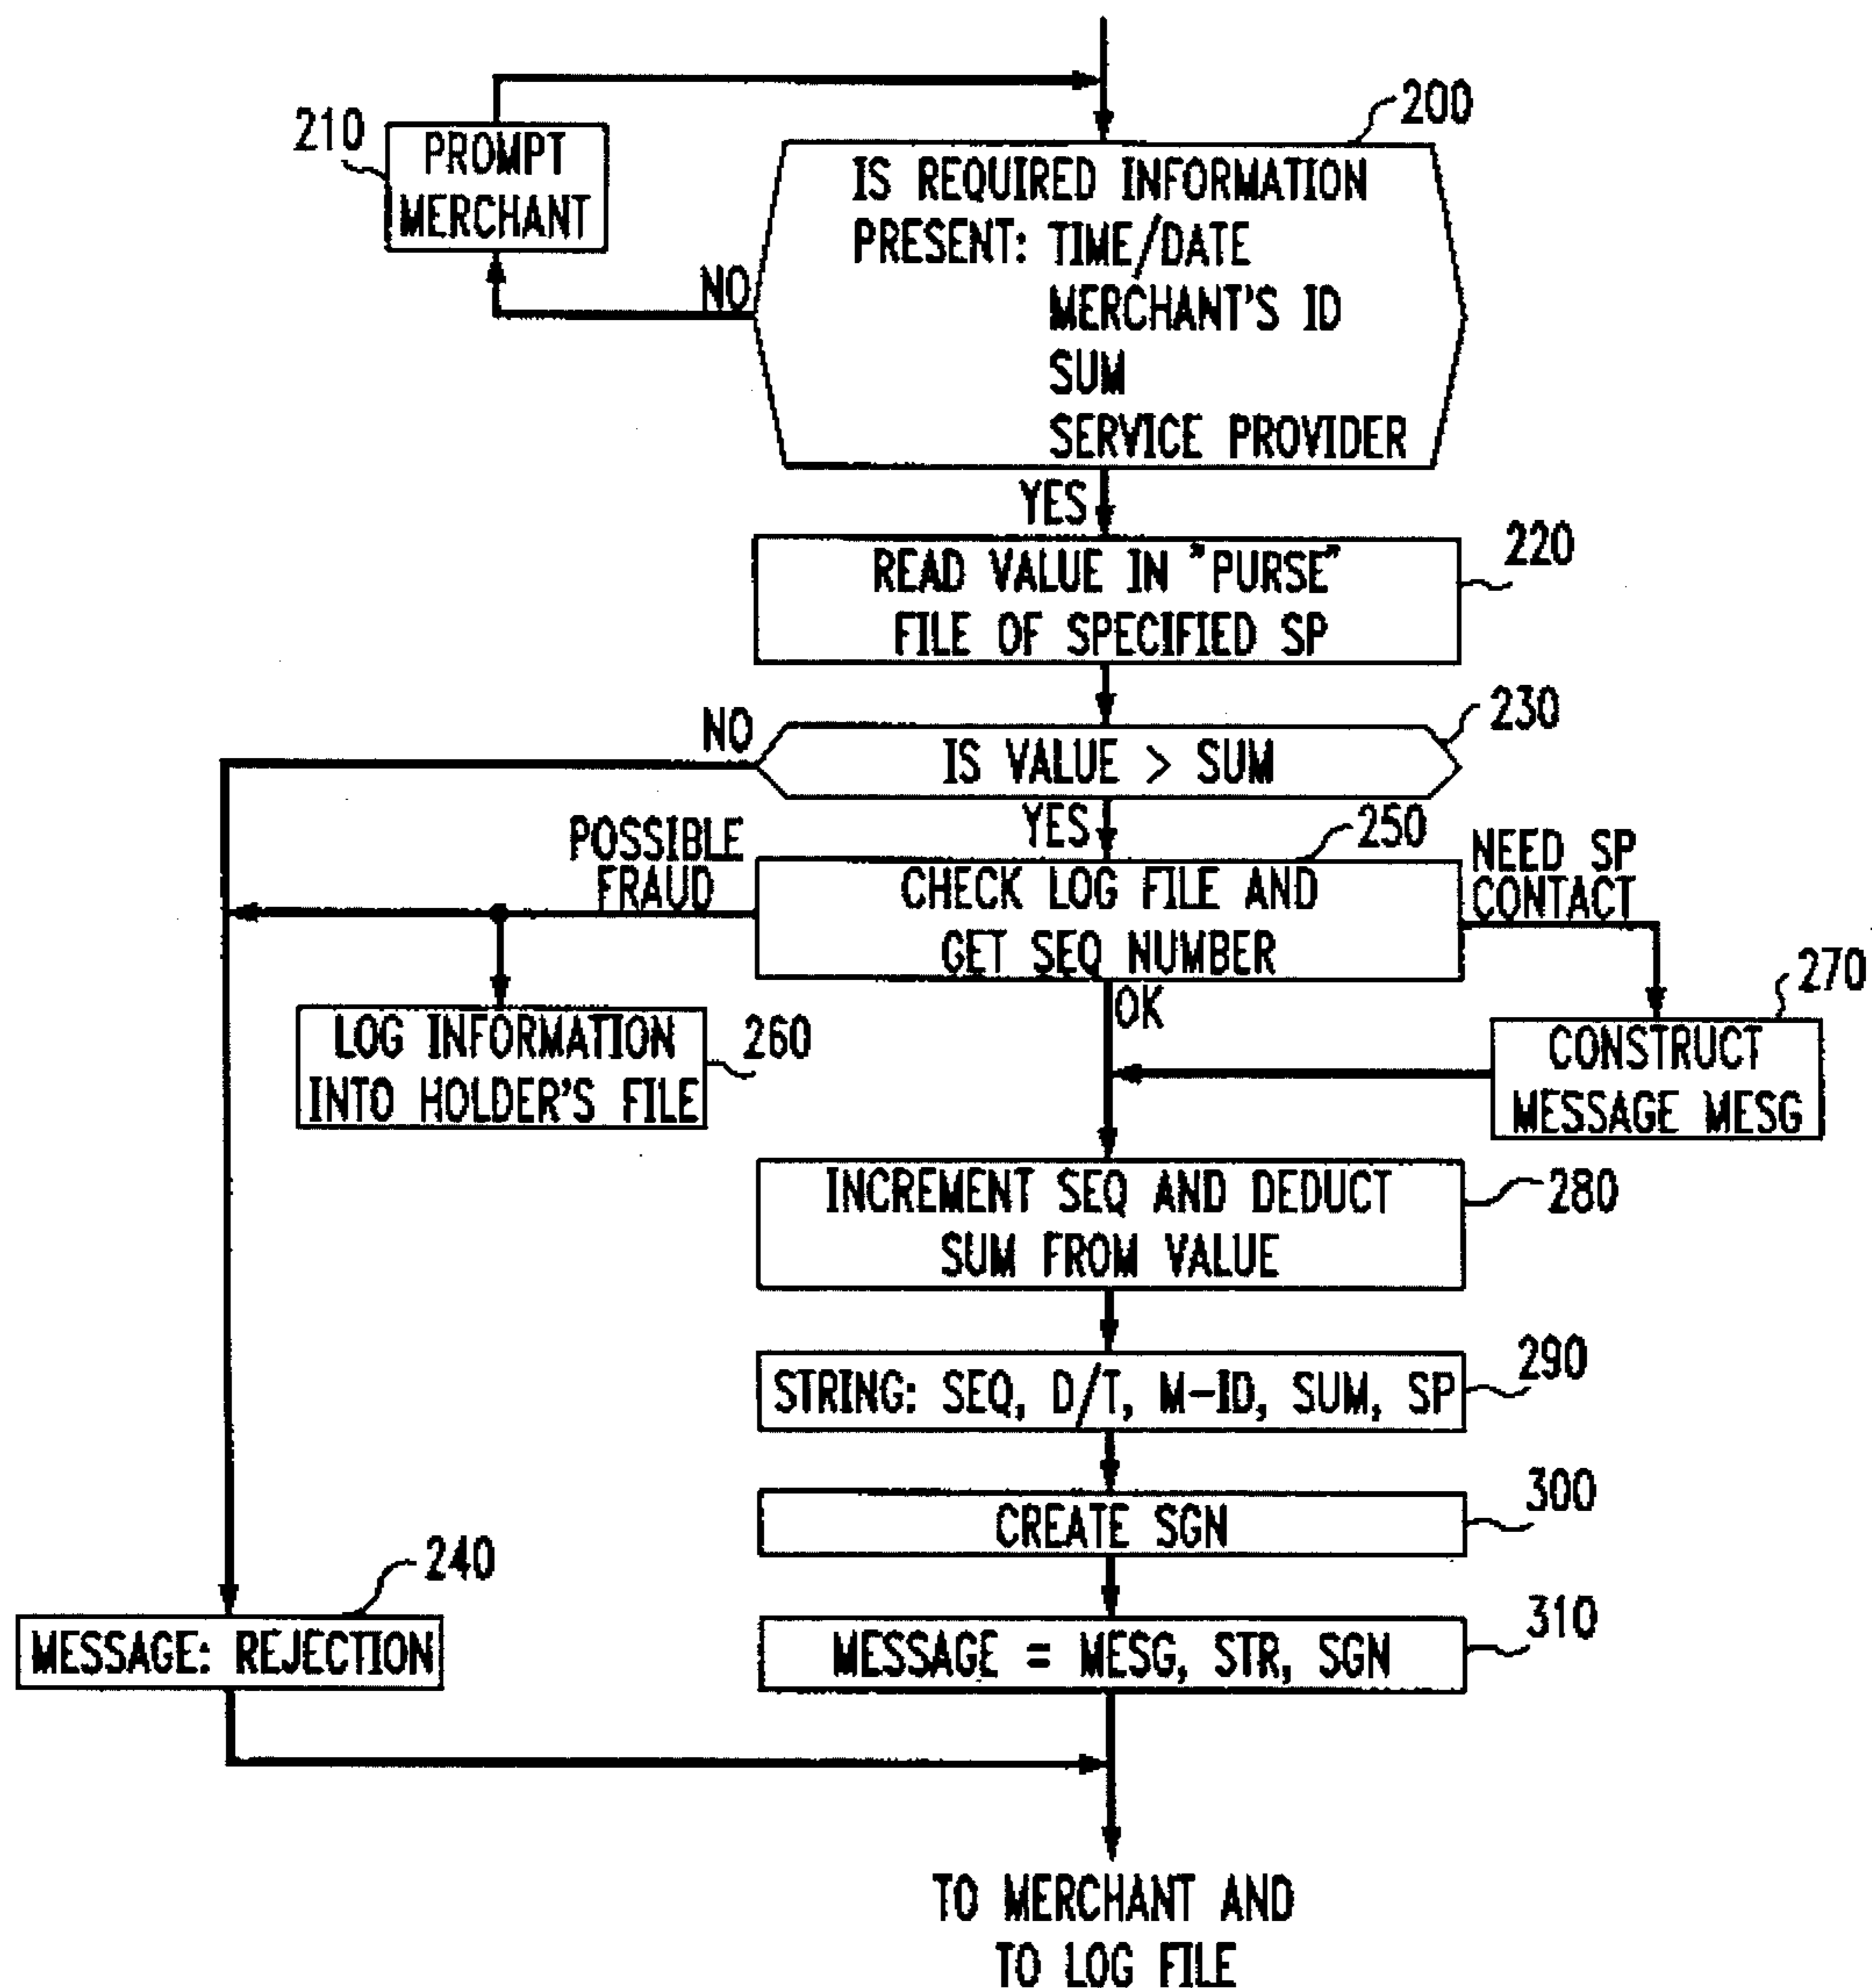 200
210
PROMPT
MERCHANT
IS REQUIRED INFORMATION
PRESENT: TIME/DATE
MERCHANT'S ID
SUM
SERVICE PROVIDER
NO
YES
220
READ VALUE IN "PURSE"
FILE OF SPECIFIED SP
230
NO
IS VALUE > SUM
YES
250
POSSIBLE
FRAUD
CHECK LOG FILE AND
GET SEQ NUMBER
NEED SP
CONTACT
OK
270
LOG INFORMATION
INTO HOLDER'S FILE
260
CONSTRUCT
MESSAGE MESG
INCREMENT SEQ AND DEDUCT
SUM FROM VALUE
280
290
STRING: SEQ, D/T, M-ID, SUM, SP
300
CREATE SGN
240
MESSAGE: REJECTION
310
MESSAGE = MESG, STR, SGN
TO MERCHANT AND
TO LOG FILE